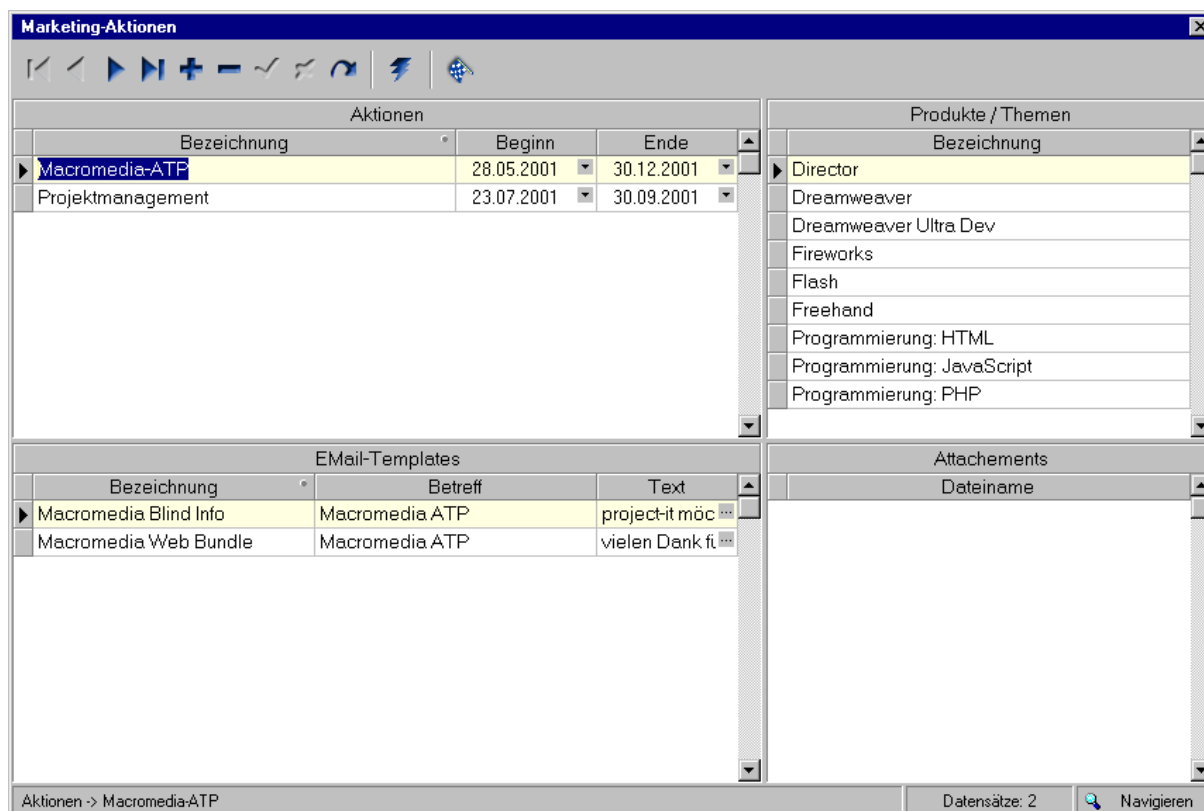 Marketing-Aktionen
Aktionen
Bezeichnung Beginn Ende
Macromedia-ATP 28.05.2001 30.12.2001
Projektmanagement 23.07.2001 30.09.2001
Produkte / Themen
Bezeichnung
Director
Dreamweaver
Dreamweaver Ultra Dev
Fireworks
Flash
Freehand
Programmierung: HTML
Programmierung: JavaScript
Programmierung: PHP
EMail-Templates
Bezeichnung Betreff Text
Macromedia Blind Info Macromedia ATP project-it möc ...
Macromedia Web Bundle Macromedia ATP vielen Dank fü ...
Attachements
Dateiname
Aktionen -> Macromedia-ATP Datensätze: 2 Navigieren